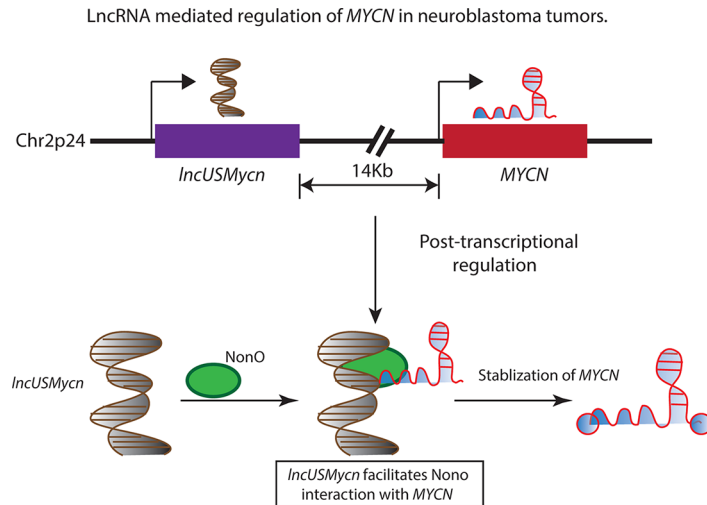 LncRNA mediated regulation of MYCN in neuroblastoma tumors.
Chr2p24
lncUSMycn
14Kb
MYCN
Post-transcriptional
regulation
lncUSMycn
NonO
Stablization of MYCN
lncUSMycn facilitates Nono
interaction with MYCN